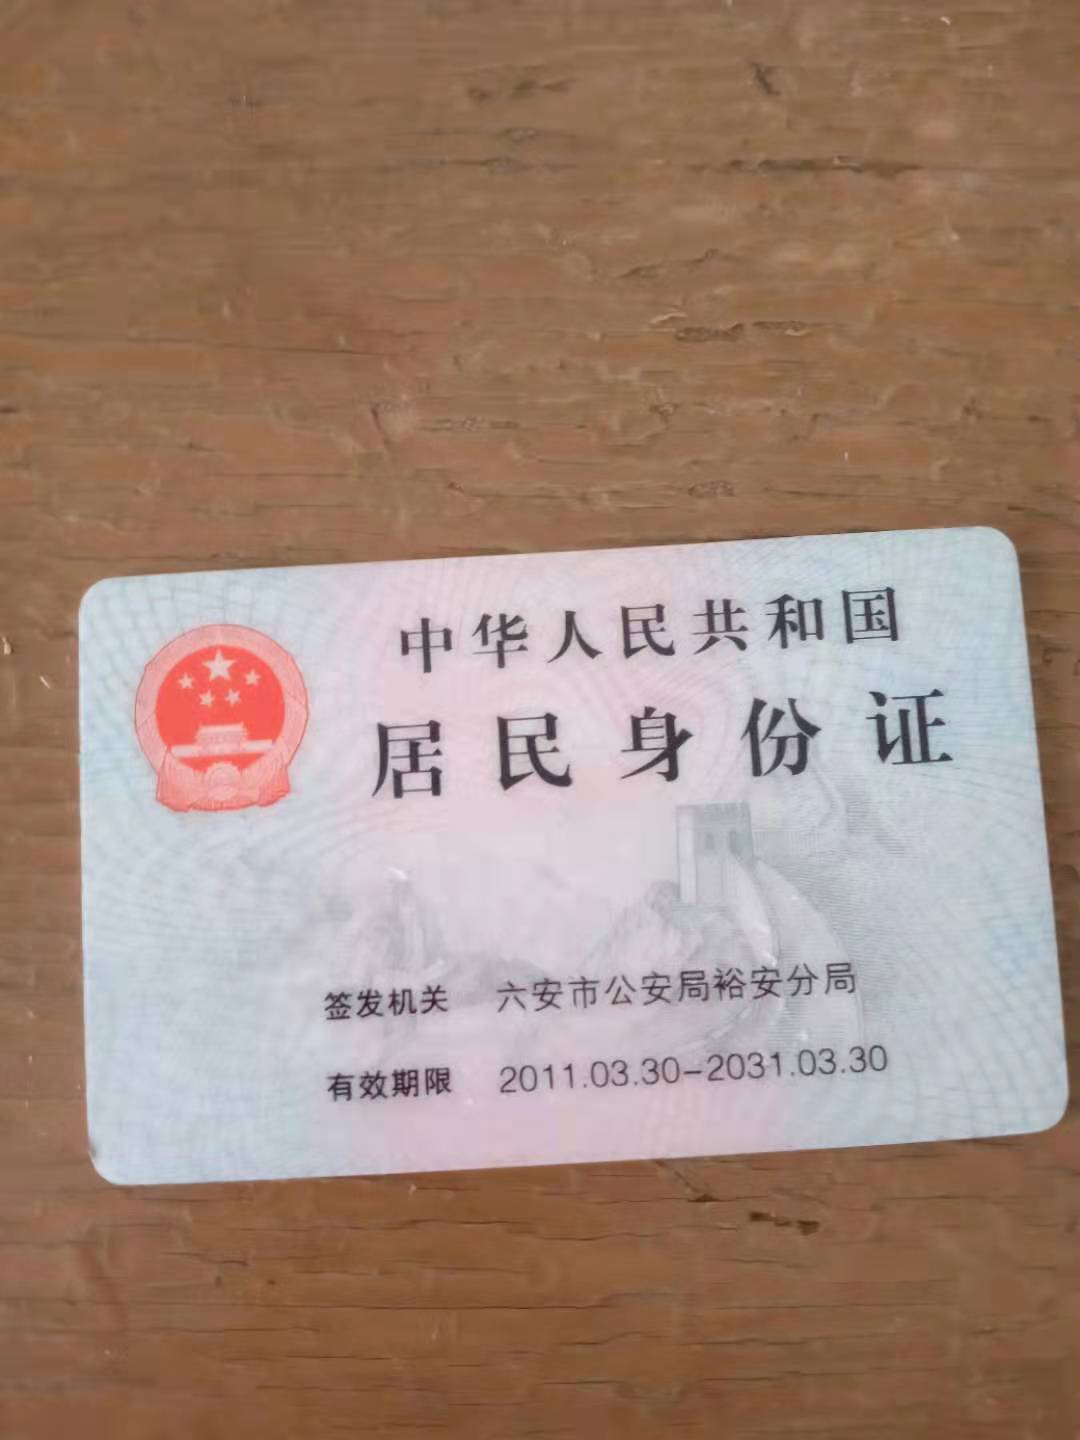 中华人民共和国
居民身份证
签发机关 六安市公安局裕安分局
有效期限 2011.03.30-2031.03.30